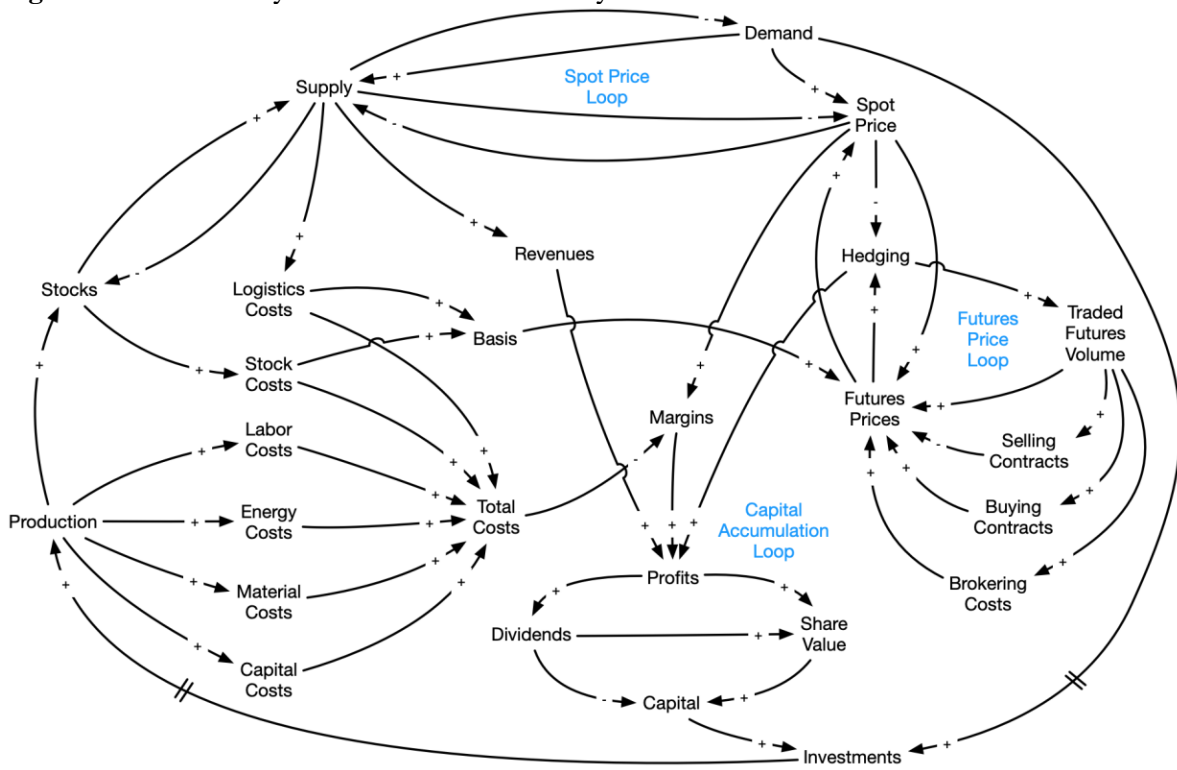 Demand
Supply
Spot Price
Loop
Spot
Price
Revenues
Hedging
Stocks
Logistics
Costs
Basis
Traded
Futures
Volume
Futures
Price
Loop
Stock
Costs
Margins
Futures
Prices
Labor
Costs
Selling
Contracts
Production
Energy
Costs
Total
Costs
Capital
Accumulation
Loop
Buying
Contracts
Material
Costs
Profits
Brokering
Costs
Dividends
Share
Value
Capital
Costs
Capital
Investments